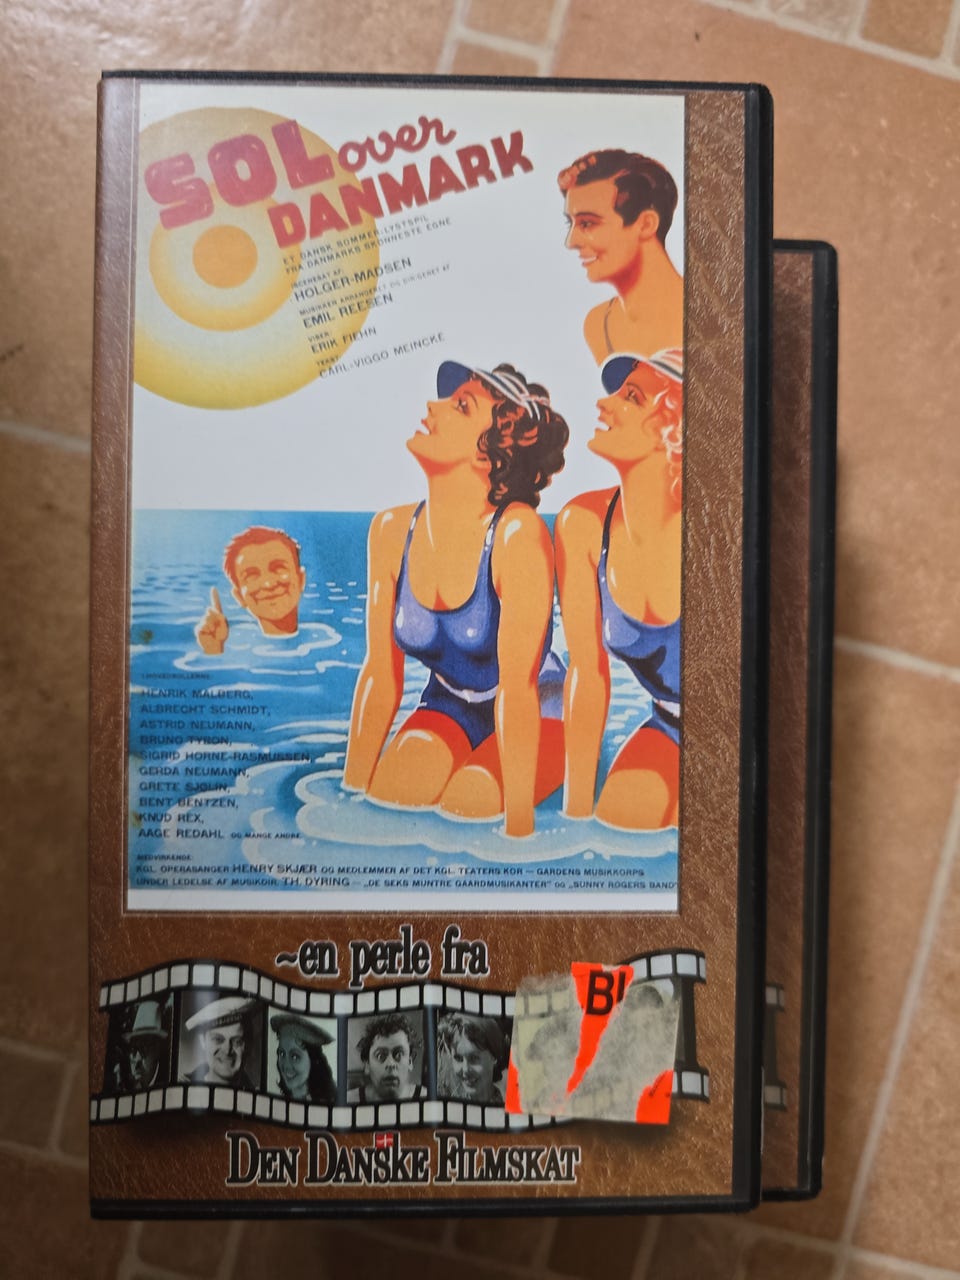 SOL over
DANMARK
ET DANSK SOMMER-LYSTSPIL
FRA DANMARKS SKØNNESTE EGNE
ISCENESAT AF:
HOLGER-MADSEN
MUSIKKEN ARRANGERET OG DIRIGERET AF
EMIL REESEN
VISER:
ERIK FIEHN
TEKST:
CARL-VIGGO MEINCKE
I HOVEDROLLERNE:
HENRIK MALBERG,
ALBRECHT SCHMIDT,
ASTRID NEUMANN,
BRUNO TYRON,
SIGRID HORNE-RASMUSSEN,
GERDA NEUMANN,
GRETE SJOLIN,
BENT BENTZEN,
KNUD REX,
AAGE REDAHL OG MANGE ANDRE
MEDVIRKENDE:
KGL. OPERASANGER HENRY SKJÆR OG MEDLEMMER AF DET KGL. TEATERS KOR — GARDENS MUSIKKORPS
UNDER LEDELSE AF MUSIKDIR. TH. DYRING — „DE SEKS MUNTRE GAARDMUSIKANTER" OG „SUNNY ROGERS BAND"
~en perle fra
DEN DANSKE FILMSKAT